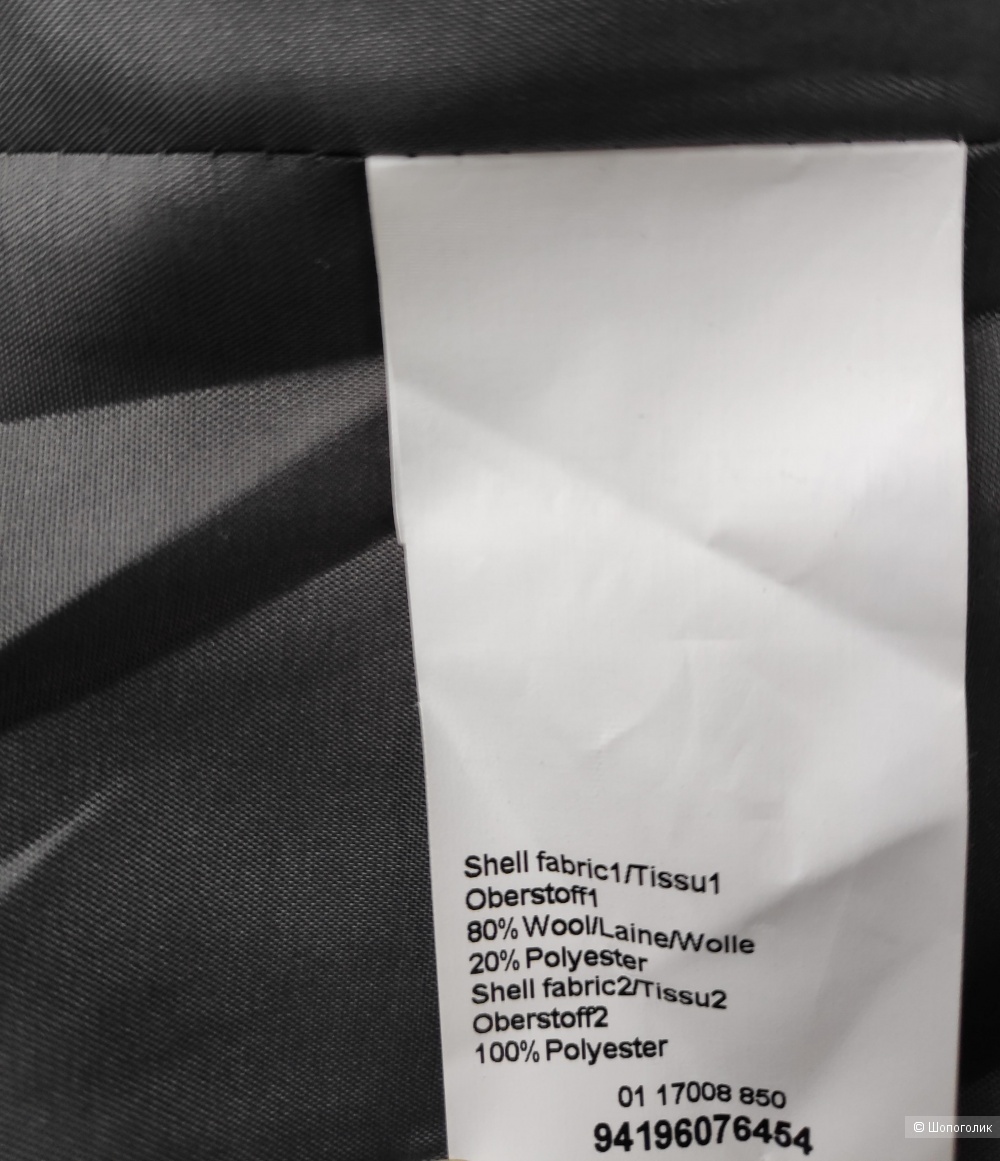 Shell fabric1/Tissu1
Oberstoff1
80% Wool/Laine/Wolle
20% Polyester
Shell fabric2/Tissu2
Oberstoff2
100% Polyester
01 17008 850
94196076454
© Шопоголик